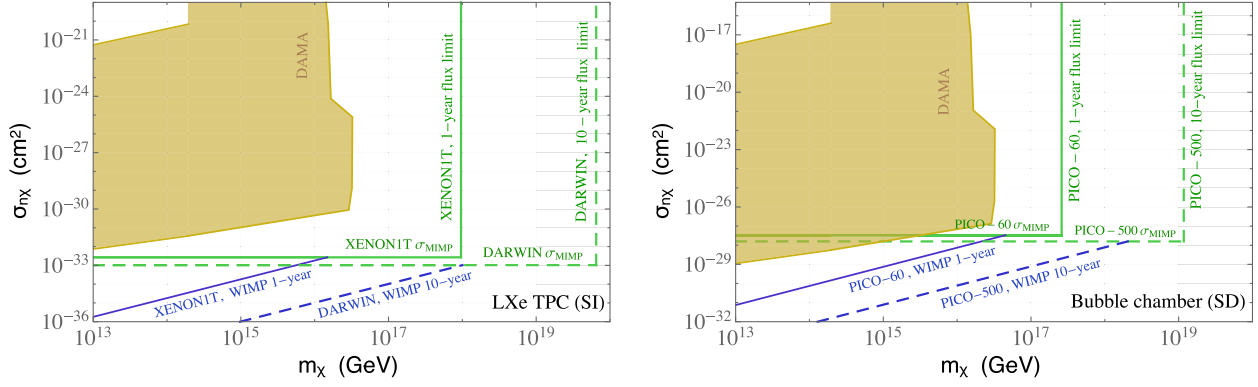 10⁻²¹
10⁻²⁴
10⁻²⁷
10⁻³⁰
10⁻³³
10⁻³⁶
σₙᵪ (cm²)
10¹³
10¹⁵
10¹⁷
10¹⁹
mᵪ (GeV)
DAMA
XENON1T, 1-year flux limit
DARWIN, 10-year flux limit
XENON1T σMIMP
DARWIN σMIMP
XENON1T, WIMP 1-year
DARWIN, WIMP 10-year
LXe TPC (SI)
10⁻¹⁷
10⁻²⁰
10⁻²³
10⁻²⁶
10⁻²⁹
10⁻³²
σₙᵪ (cm²)
10¹³
10¹⁵
10¹⁷
10¹⁹
mᵪ (GeV)
DAMA
PICO-60, 1-year flux limit
PICO-500, 10-year flux limit
PICO-60 σMIMP
PICO-500 σMIMP
PICO-60, WIMP 1-year
PICO-500, WIMP 10-year
Bubble chamber (SD)